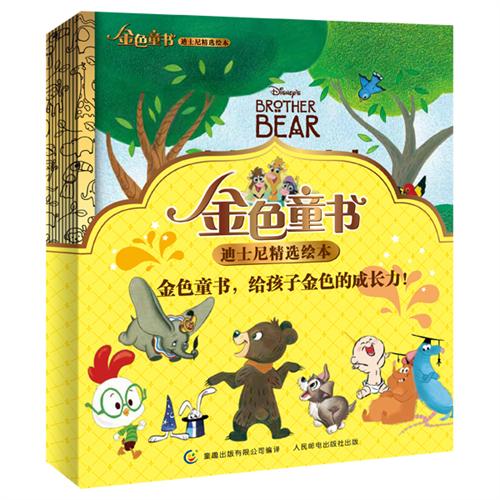 金色童书 迪士尼精选绘本
Disney's
BROTHER
BEAR
金色童书
迪士尼精选绘本
金色童书，给孩子金色的成长力！
童趣出版有限公司编译 人民邮电出版社出版